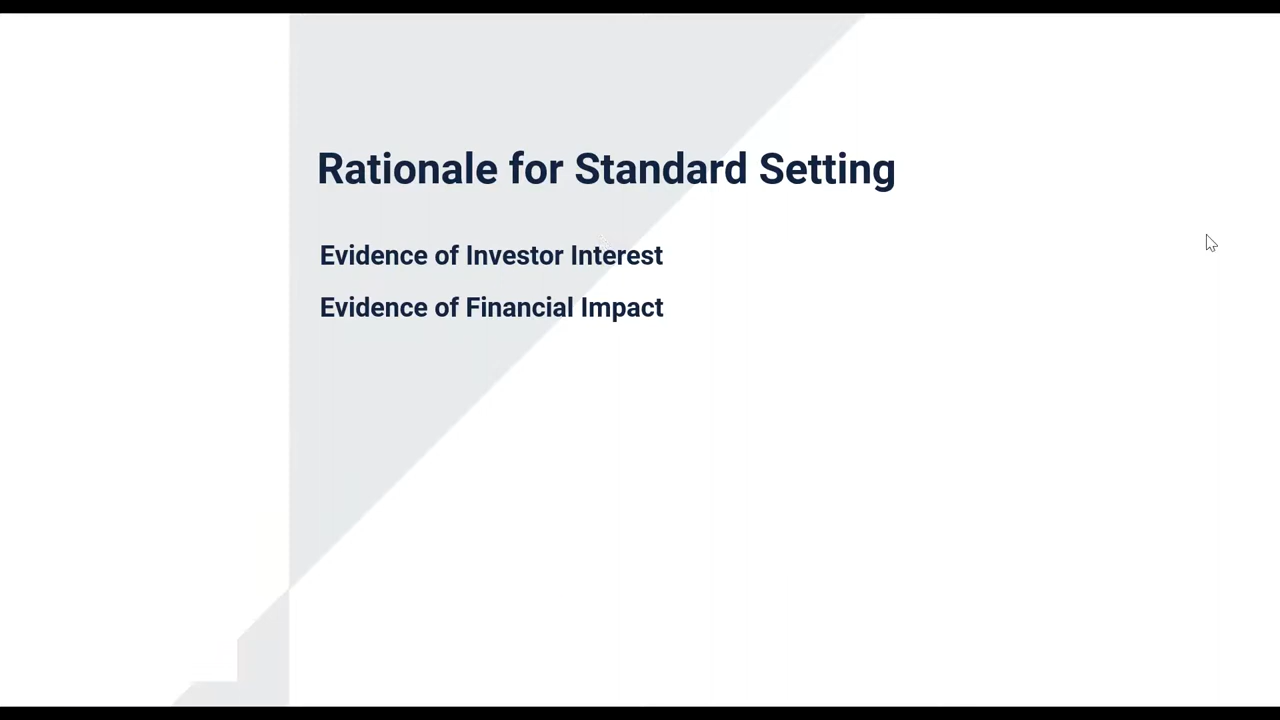 Rationale for Standard Setting
Evidence of Investor Interest
Evidence of Financial Impact